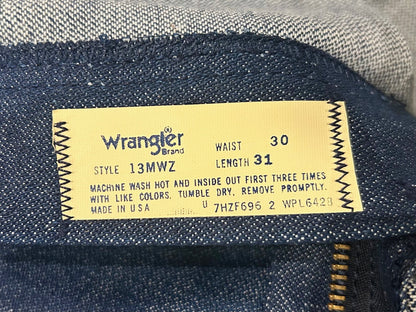 Wrangler ®
Brand
WAIST 30
STYLE 13MWZ LENGTH 31
MACHINE WASH HOT AND INSIDE OUT FIRST THREE TIMES
WITH LIKE COLORS. TUMBLE DRY. REMOVE PROMPTLY.
MADE IN U S A U 7HZF696 2 WPL6428